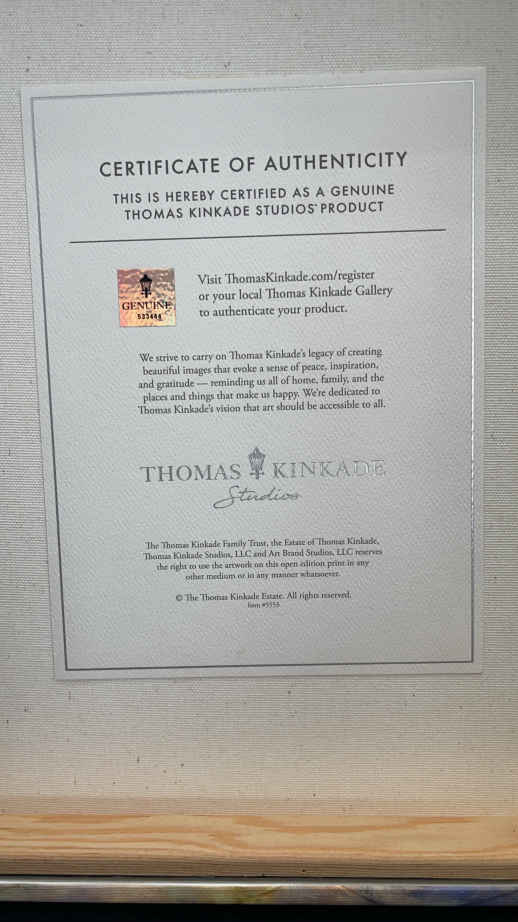 CERTIFICATE OF AUTHENTICITY
THIS IS HEREBY CERTIFIED AS A GENUINE
THOMAS KINKADE STUDIOS® PRODUCT
GENUINE
Visit ThomasKinkade.com/register
or your local Thomas Kinkade Gallery
to authenticate your product.
We strive to carry on Thomas Kinkade's legacy of creating
beautiful images that evoke a sense of peace, inspiration,
and gratitude — reminding us all of home, family, and the
places and things that make us happy. We're dedicated to
Thomas Kinkade's vision that art should be accessible to all.
THOMAS KINKADE
Studios
The Thomas Kinkade Family Trust, the Estate of Thomas Kinkade,
Thomas Kinkade Studios, LLC and Art Brand Studios, LLC reserves
the right to use the artwork on this open edition print in any
other medium or in any manner whatsoever.
© The Thomas Kinkade Estate. All rights reserved.
Item #5553